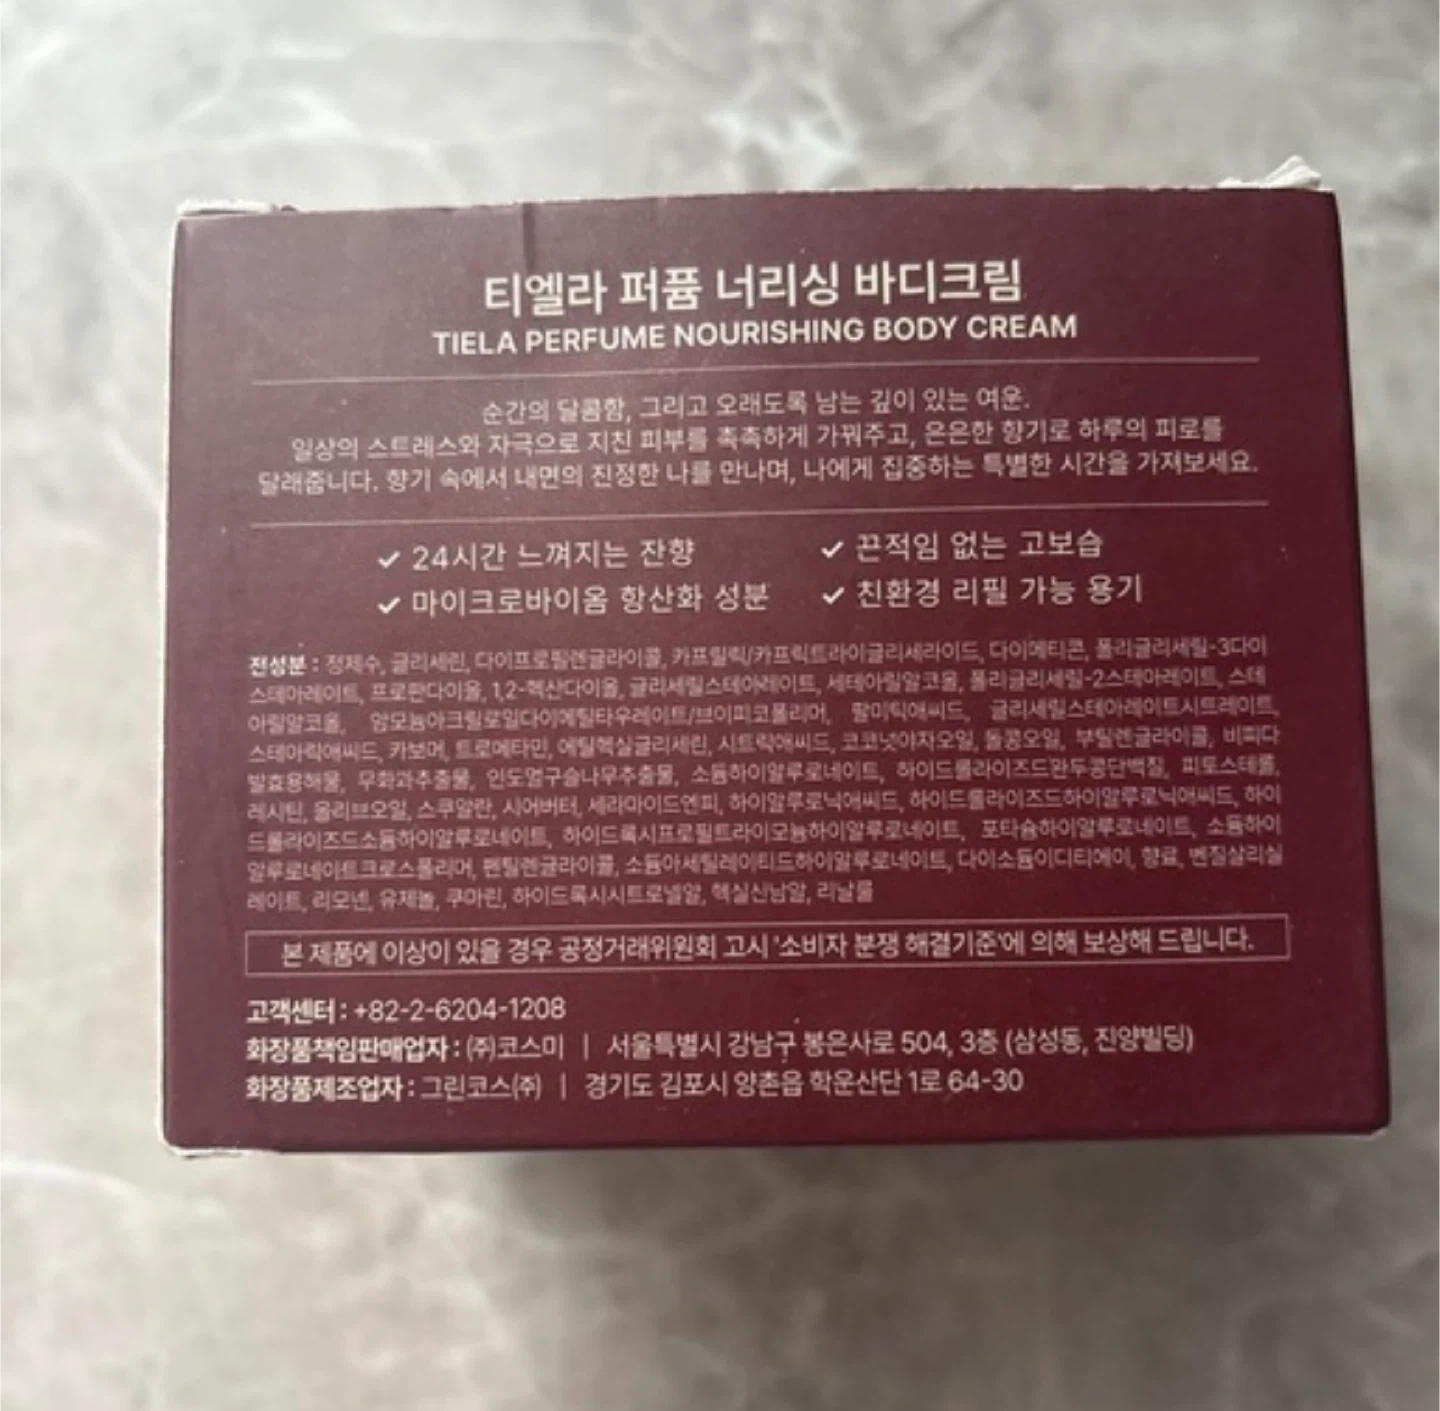 티엘라 퍼퓸 너리싱 바디크림
TIELA PERFUME NOURISHING BODY CREAM
순간의 달콤함, 그리고 오래도록 남는 깊이 있는 여운.
일상의 스트레스와 자극으로 지친 피부를 촉촉하게 가꿔주고, 은은한 향기로 하루의 피로를
달래줍니다. 향기 속에서 내면의 진정한 나를 만나며, 나에게 집중하는 특별한 시간을 가져보세요.
✓ 24시간 느껴지는 잔향 ✓ 끈적임 없는 고보습
✓ 마이크로바이옴 항산화 성분 ✓ 친환경 리필 가능 용기
전성분 : 정제수, 글리세린, 다이프로필렌글라이콜, 카프릴릭/카프릭트라이글리세라이드, 다이메티콘, 폴리글리세릴-3다이
스테아레이트, 프로판다이올, 1,2-헥산다이올, 글리세릴스테아레이트, 세테아릴알코올, 폴리글리세릴-2스테아레이트, 스테
아릴알코올, 암모늄아크릴로일다이메틸타우레이트/브이피코폴리머, 팔미틱애씨드, 글리세릴스테아레이트시트레이트,
스테아릭애씨드, 카보머, 트로메타민, 에틸헥실글리세린, 시트릭애씨드, 코코넛야자오일, 돌콩오일, 부틸렌글라이콜, 비피다
발효용해물, 무화과추출물, 인도멀구슬나무추출물, 소듐하이알루로네이트, 하이드롤라이즈드완두콩단백질, 피토스테롤,
레시틴, 올리브오일, 스쿠알란, 시어버터, 세라마이드엔피, 하이알루로닉애씨드, 하이드롤라이즈드하이알루로닉애씨드, 하이
드롤라이즈드소듐하이알루로네이트, 하이드록시프로필트라이모늄하이알루로네이트, 포타슘하이알루로네이트, 소듐하이
알루로네이트크로스폴리머, 펜틸렌글라이콜, 소듐아세틸레이티드하이알루로네이트, 다이소듐이디티에이, 향료, 벤질살리실
레이트, 리모넨, 유제놀, 쿠마린, 하이드록시시트로넬알, 헥실신남알, 리날룰
본 제품에 이상이 있을 경우 공정거래위원회 고시 '소비자 분쟁 해결기준'에 의해 보상해 드립니다.
고객센터 : +82-2-6204-1208
화장품책임판매업자 : (주)코스미 | 서울특별시 강남구 봉은사로 504, 3층 (삼성동, 진양빌딩)
화장품제조업자 : 그린코스(주) | 경기도 김포시 양촌읍 학운산단 1로 64-30